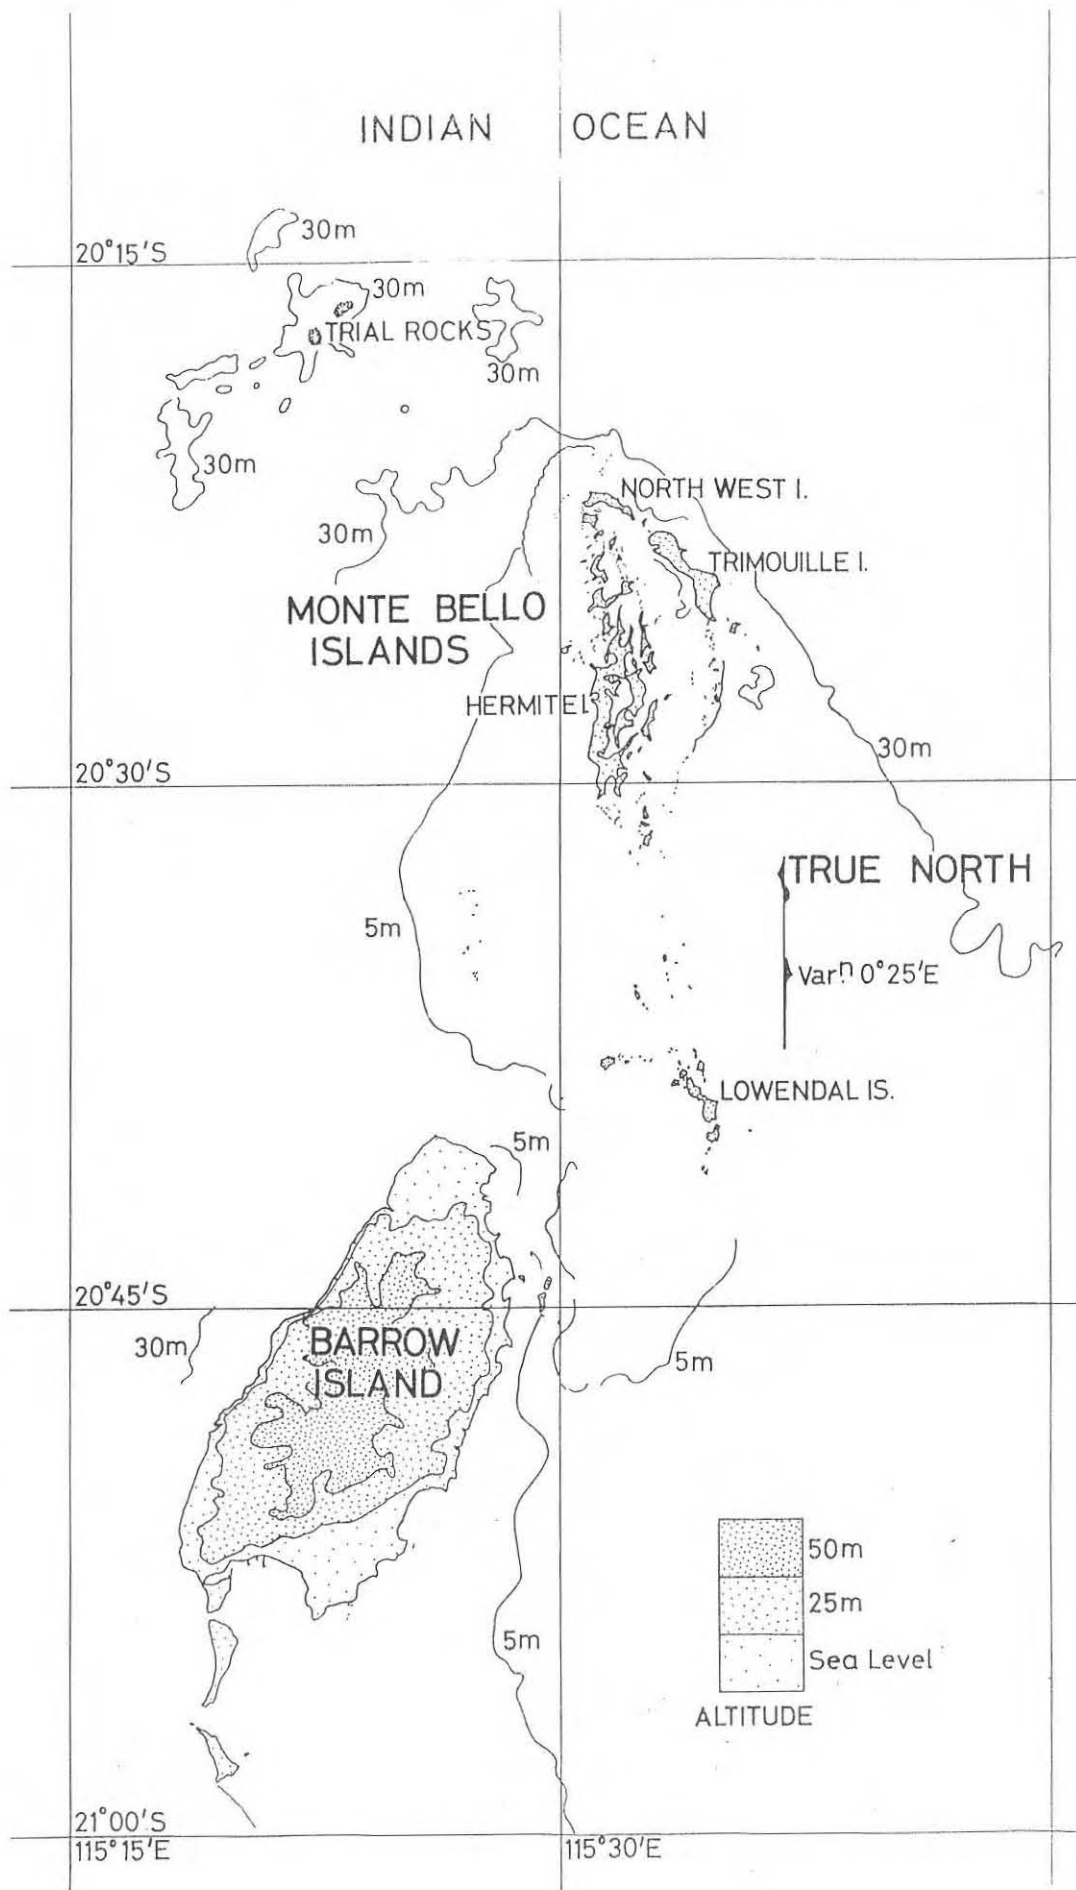 INDIAN OCEAN
30m
20°15'S
30m
TRIAL ROCKS
30m
30m
NORTH WEST I.
30m
TRIMOUILLE I.
MONTE BELLO
ISLANDS
HERMITE I.
30m
20°30'S
TRUE NORTH
5m
Varⁿ. 0°25'E
LOWENDAL IS.
5m
20°45'S
30m
BARROW
ISLAND
5m
50m
25m
5m
Sea Level
ALTITUDE
21°00'S
115°15'E
115°30'E